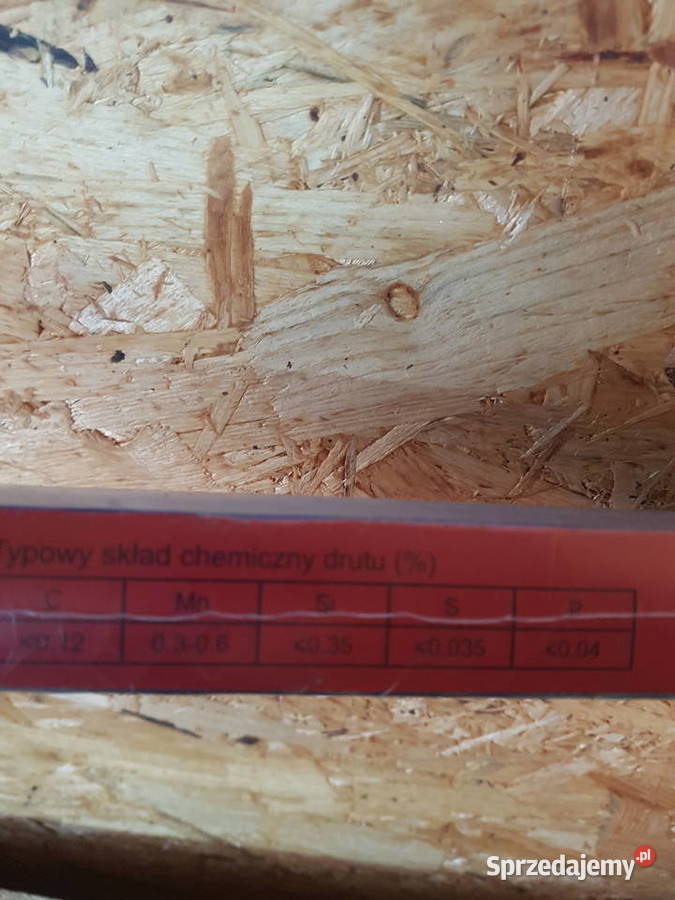 Typowy skład chemiczny drutu (%)
C Mn Si S P
<0.12 0.3-0.6 <0.35 <0.035 <0.04
Sprzedajemy.pl